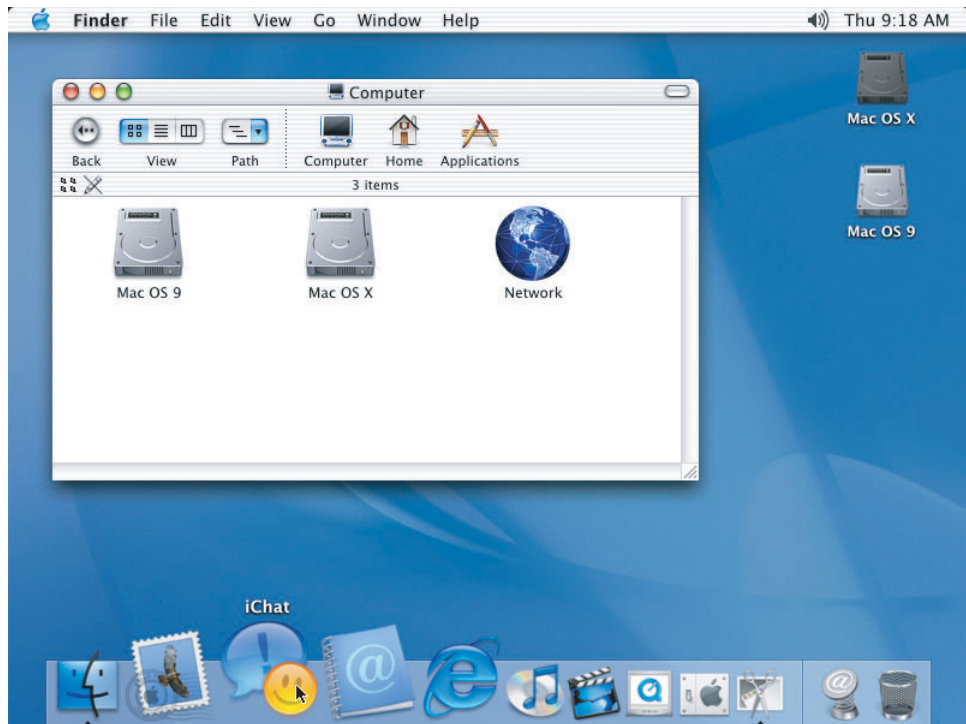 Finder File Edit View Go Window Help Thu 9:18 AM
Computer
Back View Path Computer Home Applications
3 items
Mac OS 9 Mac OS X Network
Mac OS X
Mac OS 9
iChat